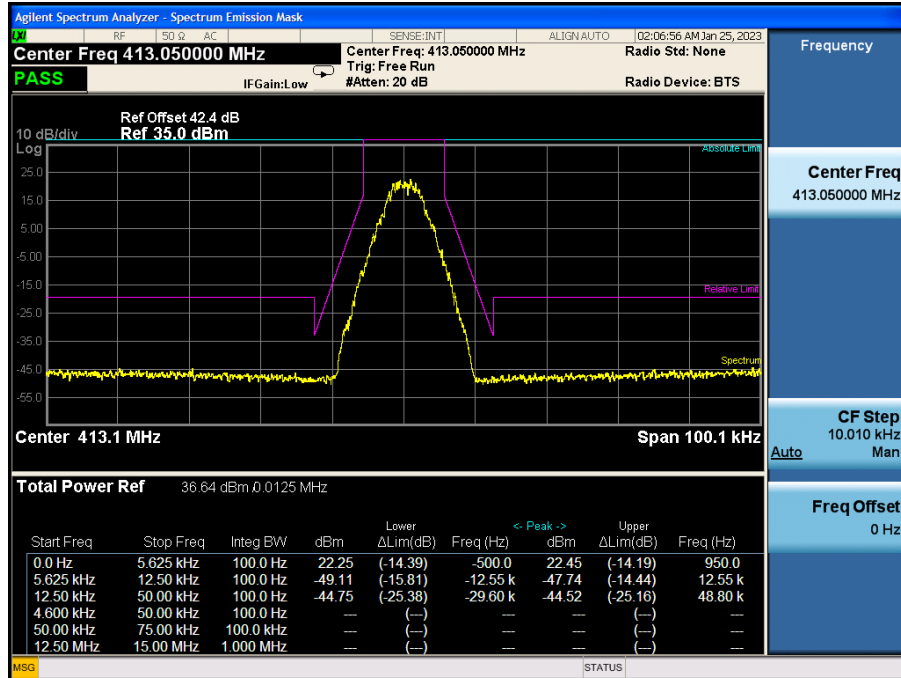 Agilent Spectrum Analyzer - Spectrum Emission Mask
LXI RF 50 Ω AC SENSE:INT ALIGN AUTO 02:06:56 AM Jan 25, 2023
Center Freq 413.050000 MHz
Center Freq: 413.050000 MHz Radio Std: None
Trig: Free Run
PASS IFGain:Low #Atten: 20 dB Radio Device: BTS
Frequency
Ref Offset 42.4 dB
10 dB/div Ref 35.0 dBm
Log
Absolute Limit
25.0
15.0
5.00
-5.00
-15.0
Relative Limit
-25.0
-35.0
Spectrum
-45.0
-55.0
Center 413.1 MHz Span 100.1 kHz
Center Freq
413.050000 MHz
CF Step
10.010 kHz
Auto Man
Freq Offset
0 Hz
Total Power Ref 36.64 dBm /0.0125 MHz
Lower <- Peak -> Upper
Start Freq Stop Freq Integ BW dBm ΔLim(dB) Freq (Hz) dBm ΔLim(dB) Freq (Hz)
0.0 Hz 5.625 kHz 100.0 Hz 22.25 (-14.39) -500.0 22.45 (-14.19) 950.0
5.625 kHz 12.50 kHz 100.0 Hz -49.11 (-15.81) -12.55 k -47.74 (-14.44) 12.55 k
12.50 kHz 50.00 kHz 100.0 Hz -44.75 (-25.38) -29.60 k -44.52 (-25.16) 48.80 k
4.600 kHz 50.00 kHz 100.0 Hz --- (---) --- --- (---) ---
50.00 kHz 75.00 kHz 100.0 kHz --- (---) --- --- (---) ---
12.50 MHz 15.00 MHz 1.000 MHz --- (---) --- --- (---) ---
MSG STATUS